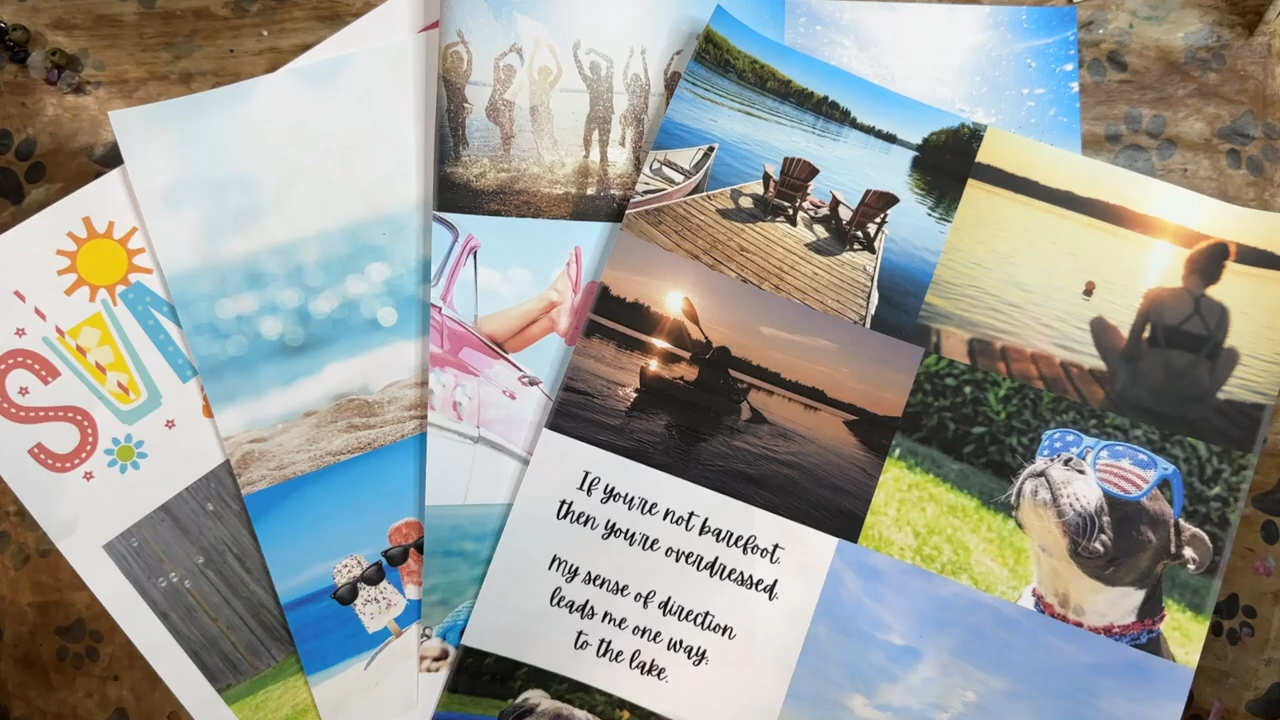 SUN
If you're not barefoot,
then you're overdressed.
My sense of direction
leads me one way:
to the lake.